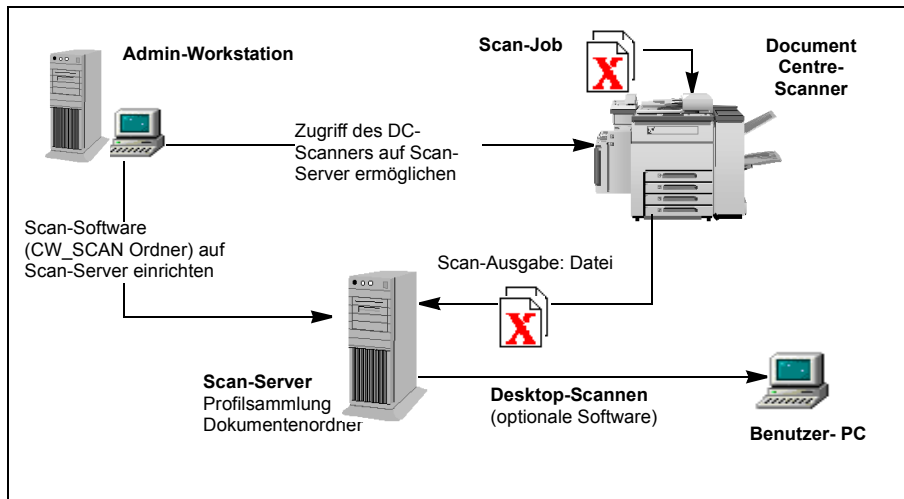 Admin-Workstation
Scan-Job
Document
Centre-
Scanner
X
Zugriff des DC-
Scanners auf Scan-
Server ermöglichen
Scan-Software
(CW_SCAN Ordner) auf
Scan-Server einrichten
Scan-Ausgabe: Datei
X
Scan-Server
Profilsammlung
Dokumentenordner
Desktop-Scannen
(optionale Software)
Benutzer- PC